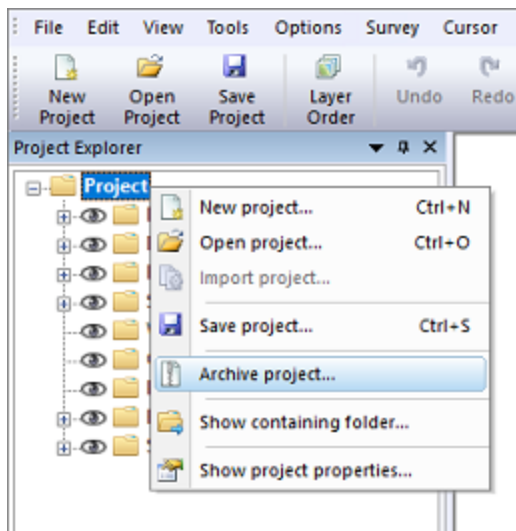 File Edit View Tools Options Survey Cursor
New Project
Open Project
Save Project
Layer Order
Undo
Redo
Project Explorer
Project
New project... Ctrl+N
Open project... Ctrl+O
Import project...
Save project... Ctrl+S
Archive project...
Show containing folder...
Show project properties...